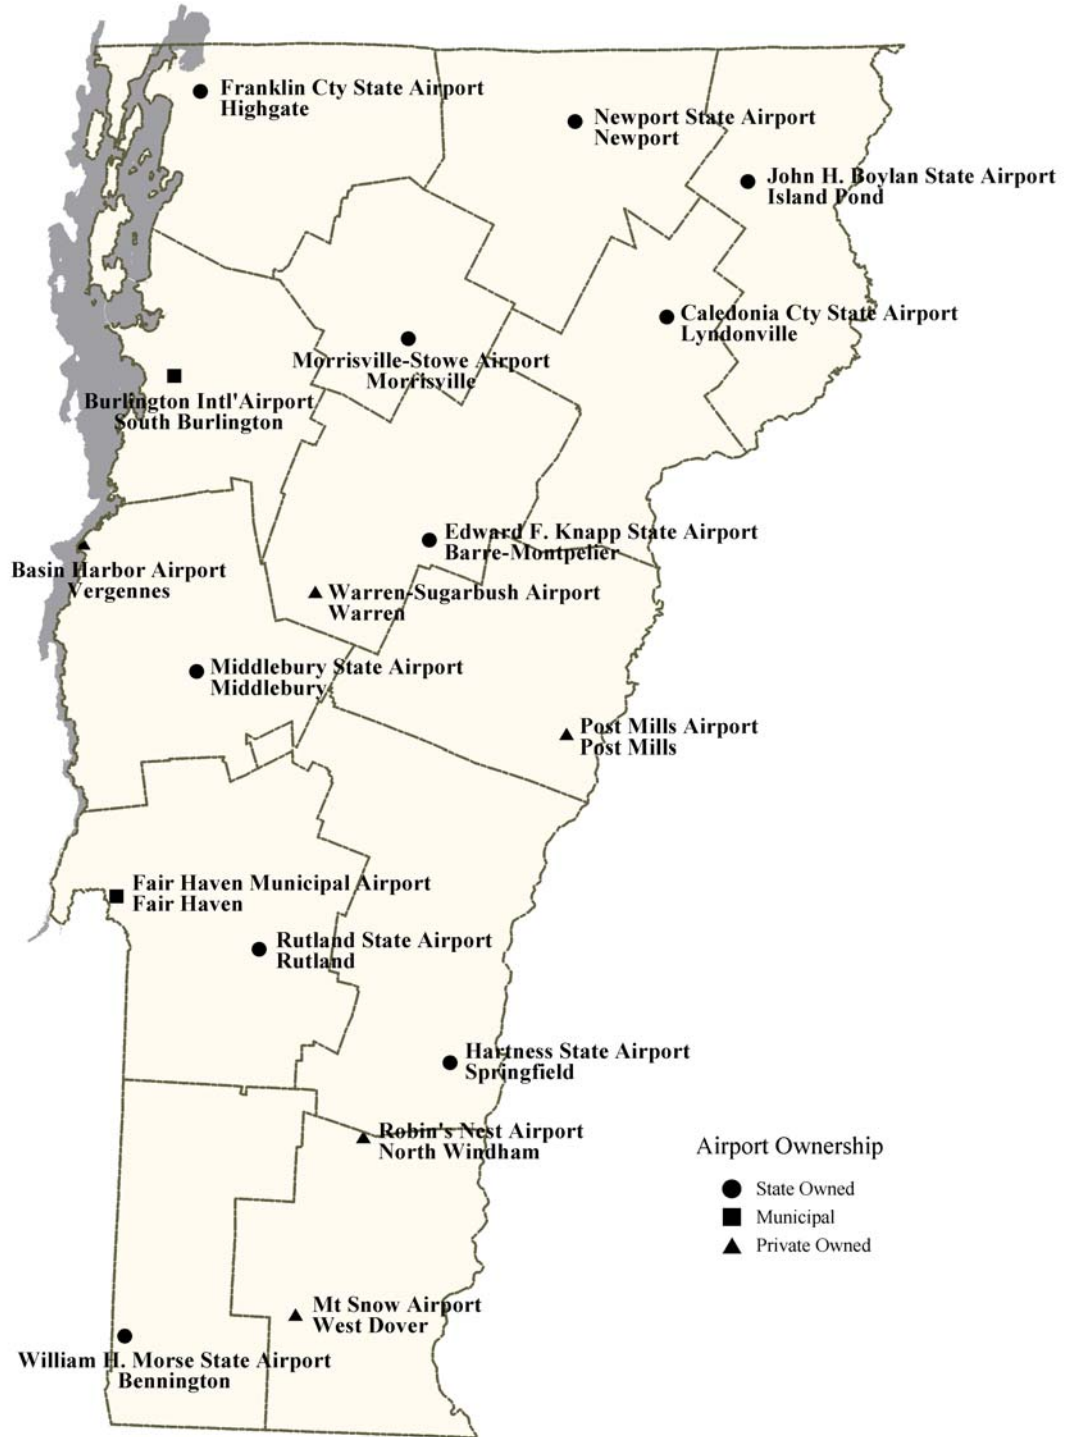 Franklin Cty State Airport
Highgate
Newport State Airport
Newport
John H. Boylan State Airport
Island Pond
Caledonia Cty State Airport
Lyndonville
Morrisville-Stowe Airport
Morrisville
Burlington Intl'Airport
South Burlington
Edward F. Knapp State Airport
Barre-Montpelier
Basin Harbor Airport
Vergennes
Warren-Sugarbush Airport
Warren
Middlebury State Airport
Middlebury
Post Mills Airport
Post Mills
Fair Haven Municipal Airport
Fair Haven
Rutland State Airport
Rutland
Hartness State Airport
Springfield
Robin's Nest Airport
North Windham
Airport Ownership
State Owned
Municipal
Private Owned
Mt Snow Airport
West Dover
William H. Morse State Airport
Bennington